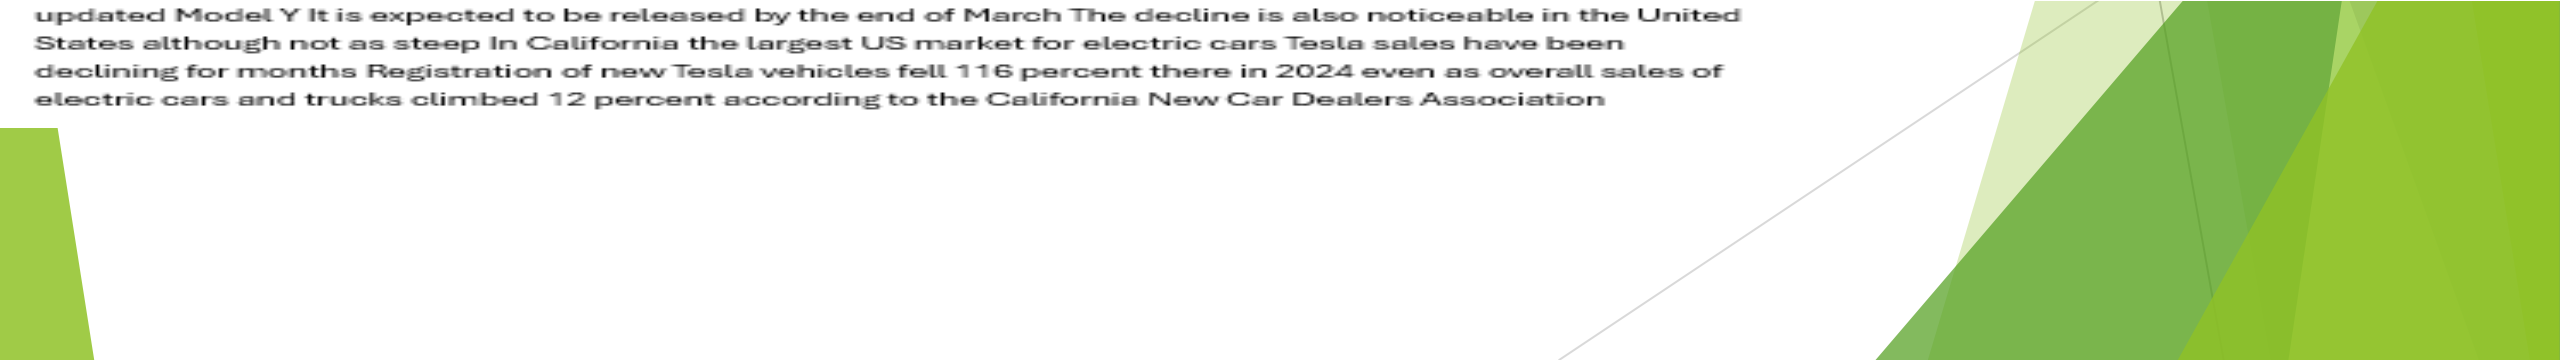 updated Model Y It is expected to be released by the end of March The decline is also noticeable in the United
States although not as steep In California the largest US market for electric cars Tesla sales have been
declining for months Registration of new Tesla vehicles fell 116 percent there in 2024 even as overall sales of
electric cars and trucks climbed 12 percent according to the California New Car Dealers Association